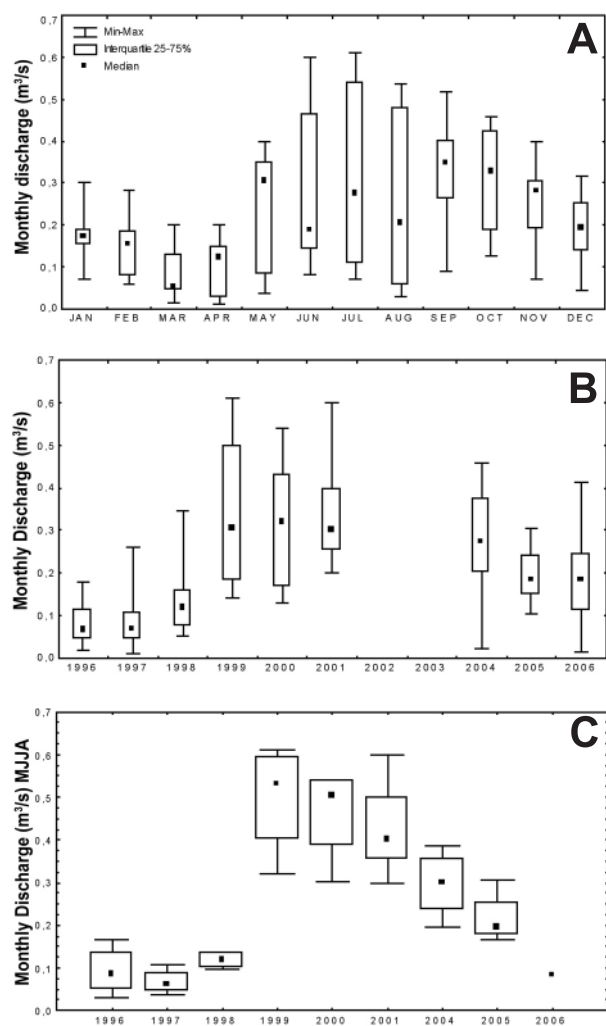 A
Min-Max
Interquartile 25-75%
Median
Monthly discharge (m³/s)
0,7
0,6
0,5
0,4
0,3
0,2
0,1
0,0
JAN FEB MAR APR MAY JUN JUL AUG SEP OCT NOV DEC
B
Monthly Discharge (m³/s)
0,7
0,6
0,5
0,4
0,3
0,2
0,1
0,0
1996 1997 1998 1999 2000 2001 2002 2003 2004 2005 2006
C
Monthly Discharge (m³/s) MJJA
0,7
0,6
0,5
0,4
0,3
0,2
0,1
0,0
1996 1997 1998 1999 2000 2001 2004 2005 2006